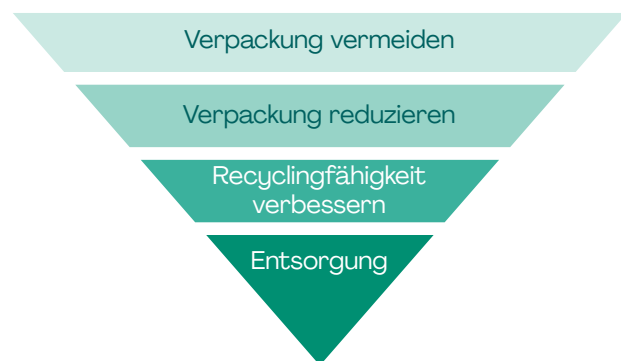 Verpackung vermeiden
Verpackung reduzieren
Recyclingfähigkeit
verbessern
Entsorgung